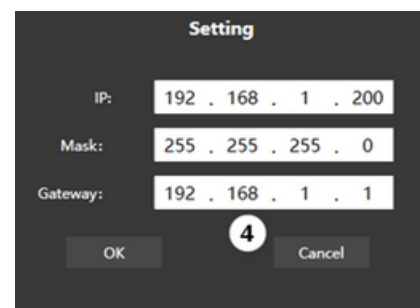 Setting
IP: 192 . 168 . 1 . 200
Mask: 255 . 255 . 255 . 0
Gateway: 192 . 168 . 1 . 1
4
OK Cancel